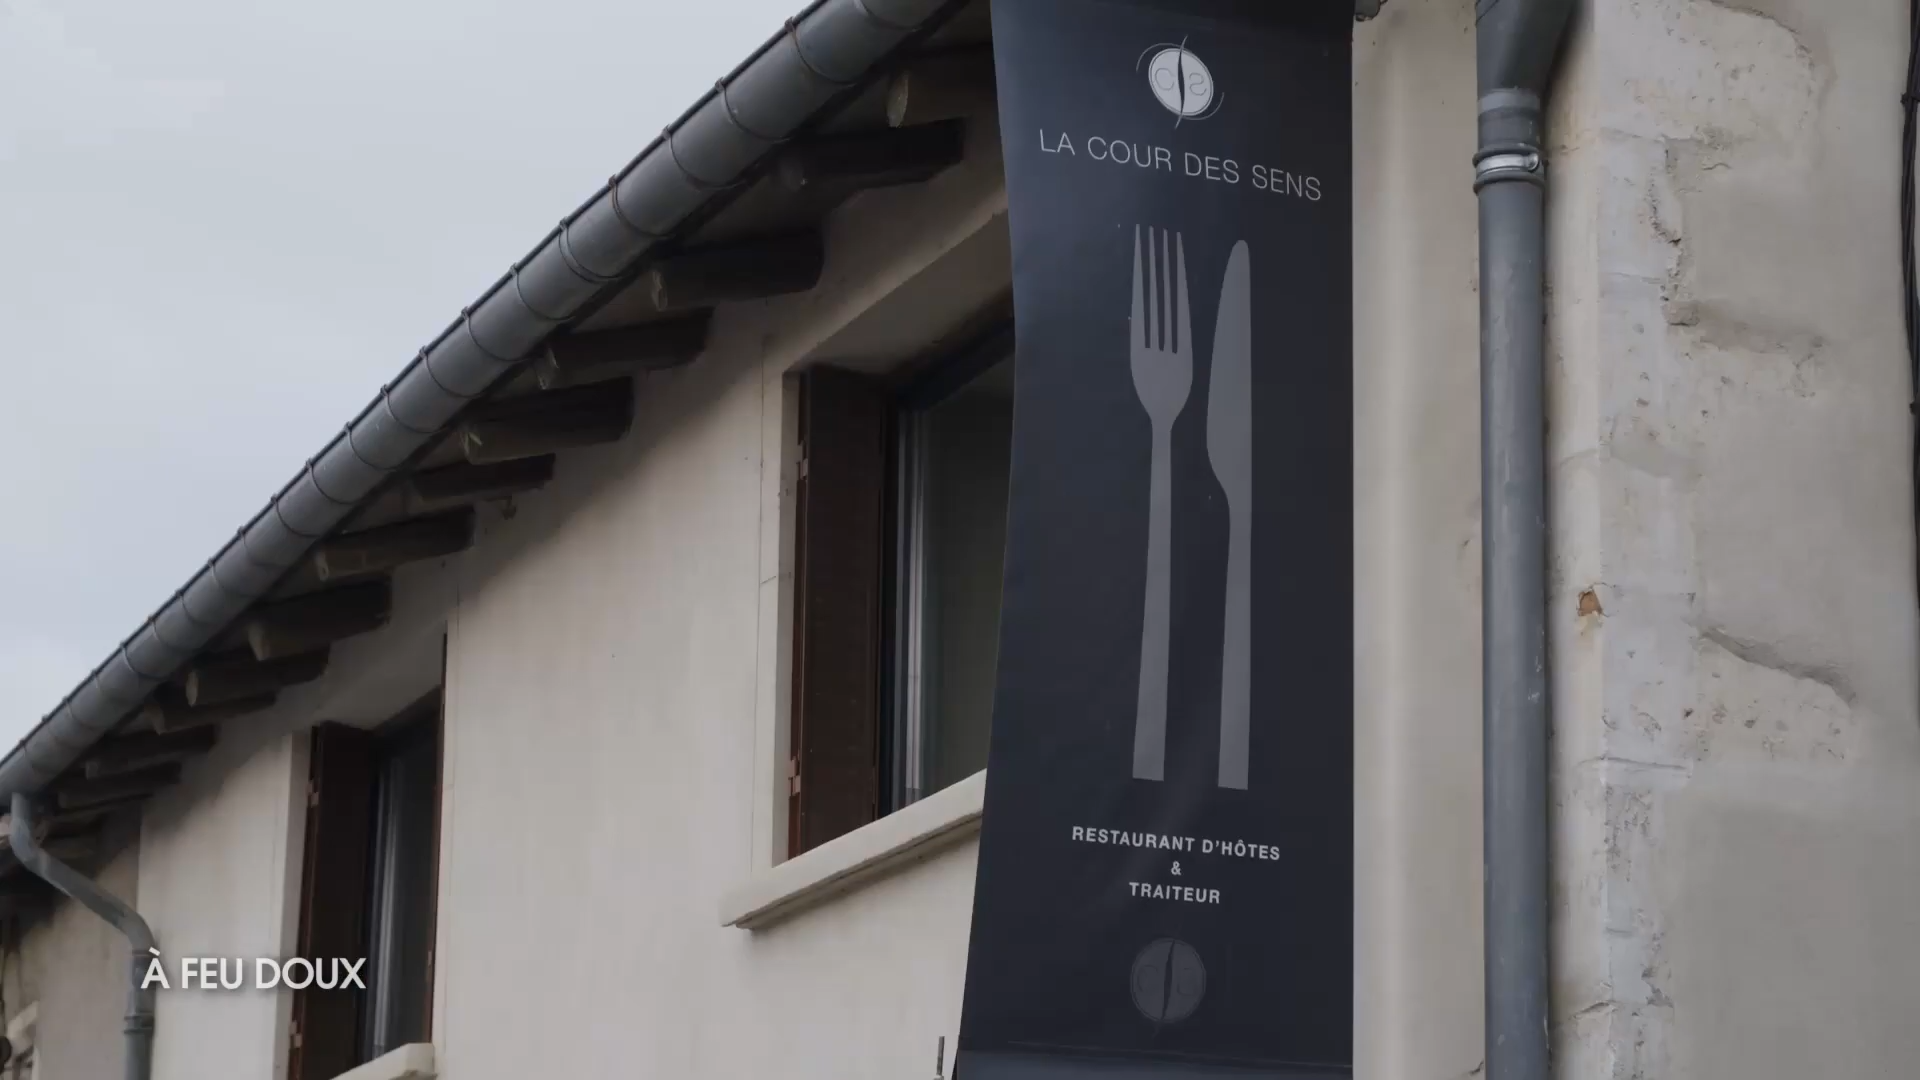 LA COUR DES SENS
RESTAURANT D'HÔTES
&
TRAITEUR
À FEU DOUX